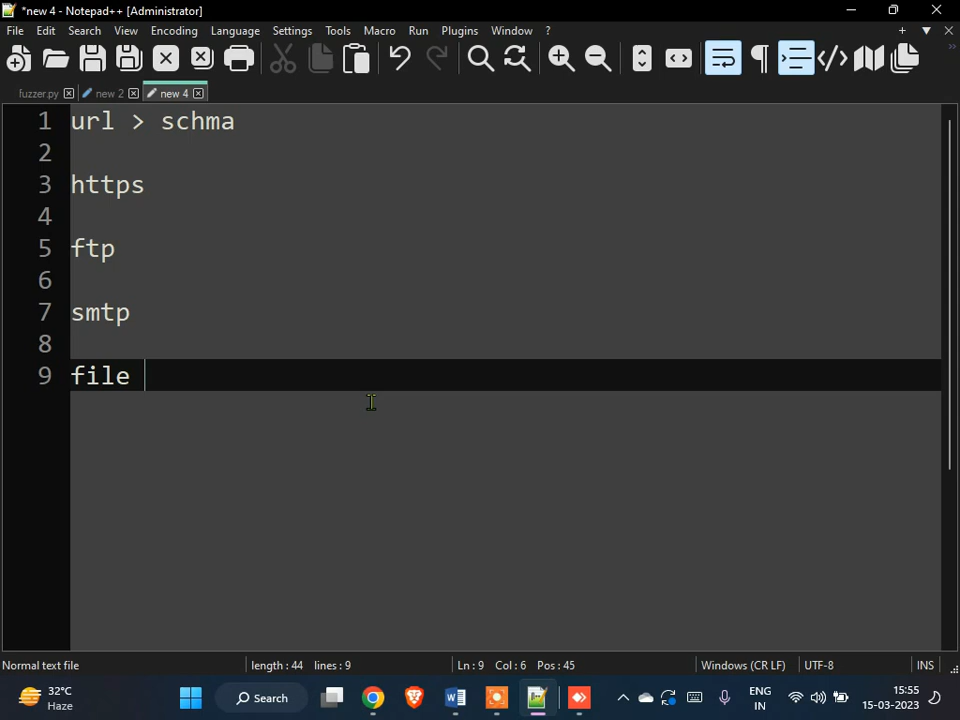 *new 4 - Notepad++ [Administrator]
File Edit Search View Encoding Language Settings Tools Macro Run Plugins Window ?
fuzzer.py new 2 new 4
1 url > schma
2
3 https
4
5 ftp
6
7 smtp
8
9 file
Normal text file length : 44 lines : 9 Ln : 9 Col : 6 Pos : 45 Windows (CR LF) UTF-8 INS
32°C
Haze
Search
ENG
IN
15:55
15-03-2023